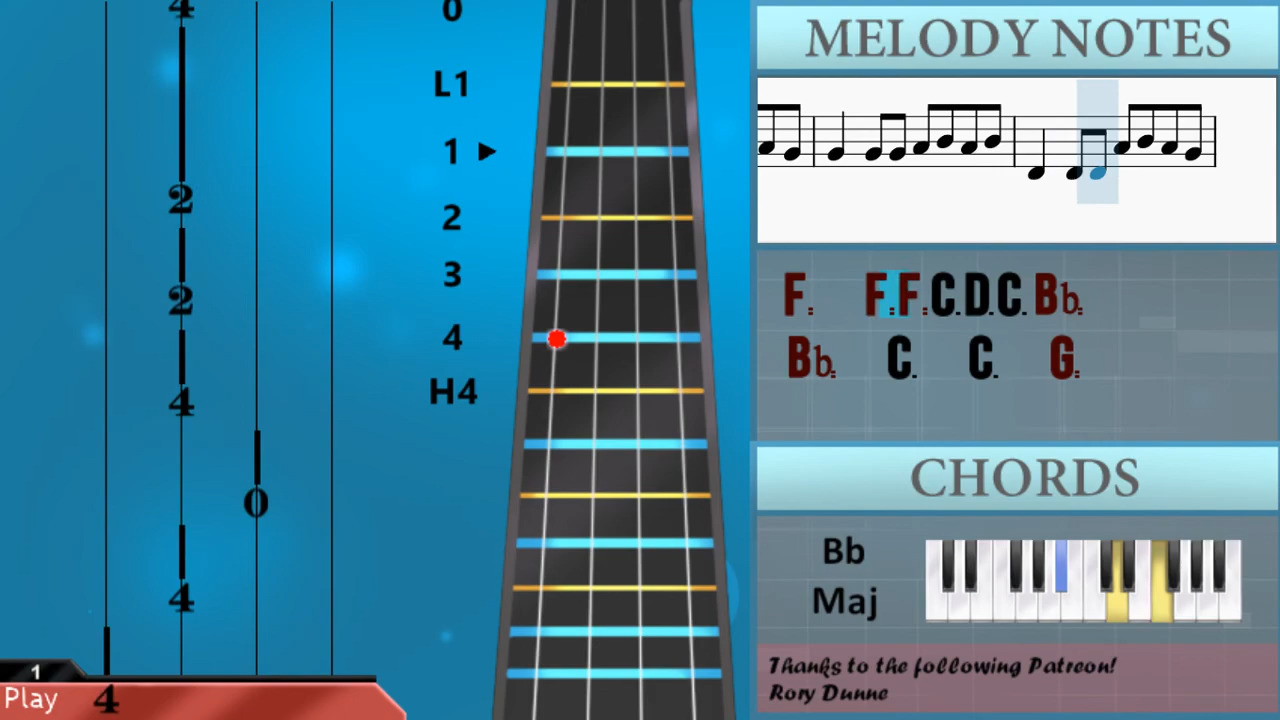 4
2
2
4
0
4
1
Play 4
0
L1
1
2
3
4
H4
MELODY NOTES
F. F.F.C.D.C.Bb.
Bb. C. C. G.
CHORDS
Bb
Maj
Thanks to the following Patreon!
Rory Dunne